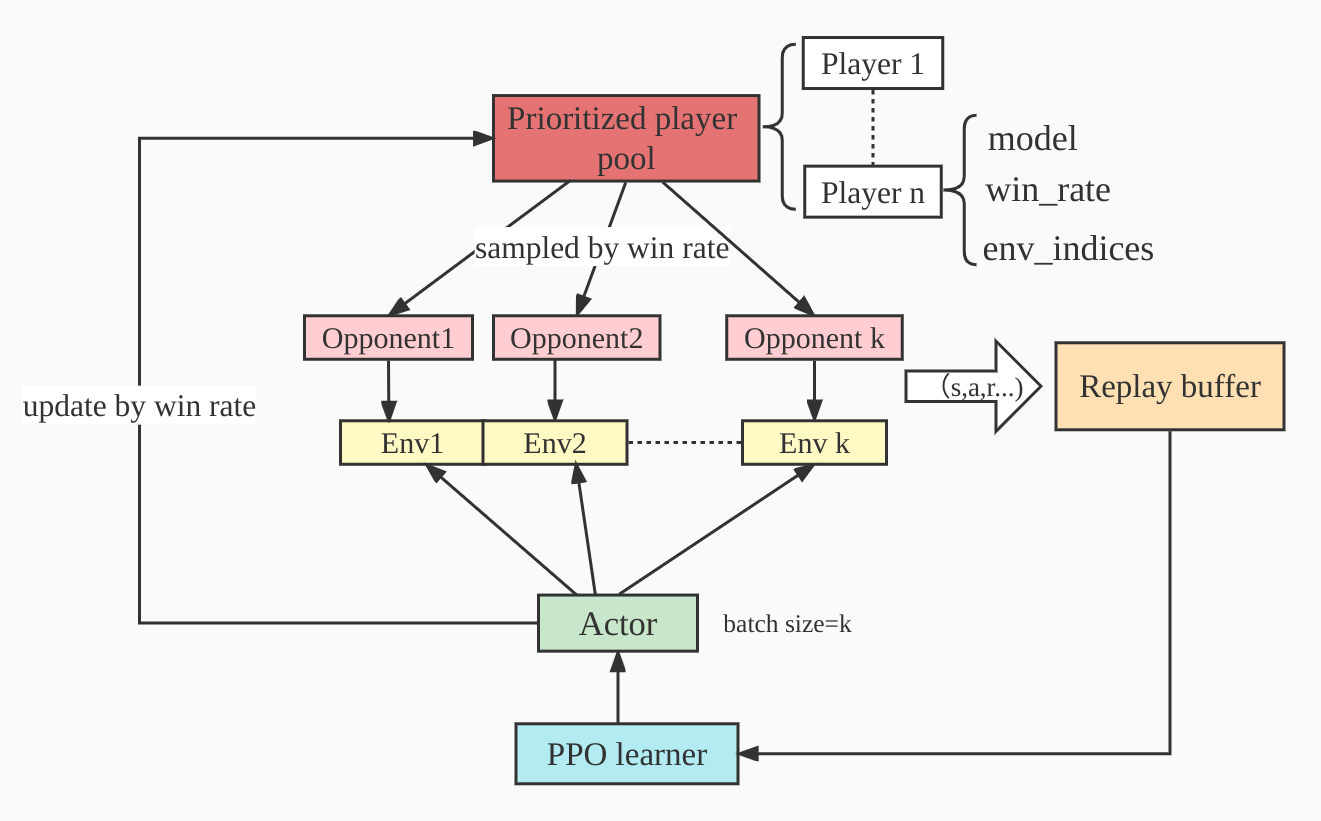 Player 1
Prioritized player
pool
model
Player n
win_rate
sampled by win rate
env_indices
Opponent1
Opponent2
Opponent k
(s,a,r...)
Replay buffer
update by win rate
Env1
Env2
Env k
Actor
batch size=k
PPO learner